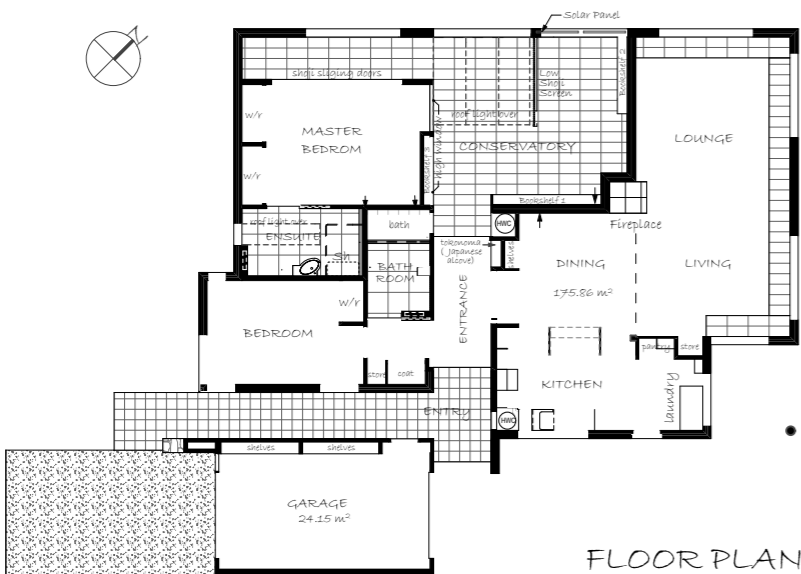 N
Solar Panel
shoji sliging doors
Low
Shoji
Screen
Bookshelf 2
w/r
roof light over
MASTER
BEDROM
high window
CONSERVATORY
LOUNGE
Bookshelf 3
w/r
Bookshelf 1
roof light over
bath
HWC
Fireplace
ENSUITE
Sh
tokonoma
( Japanese
alcove)
shelves
BATH
ROOM
DINING
LIVING
175.86 m²
w/r
ENTRANCE
BEDROOM
pantry
store
store
coat
KITCHEN
laundry
ENTRY
HWC
shelves
shelves
GARAGE
24.15 m²
FLOOR PLAN